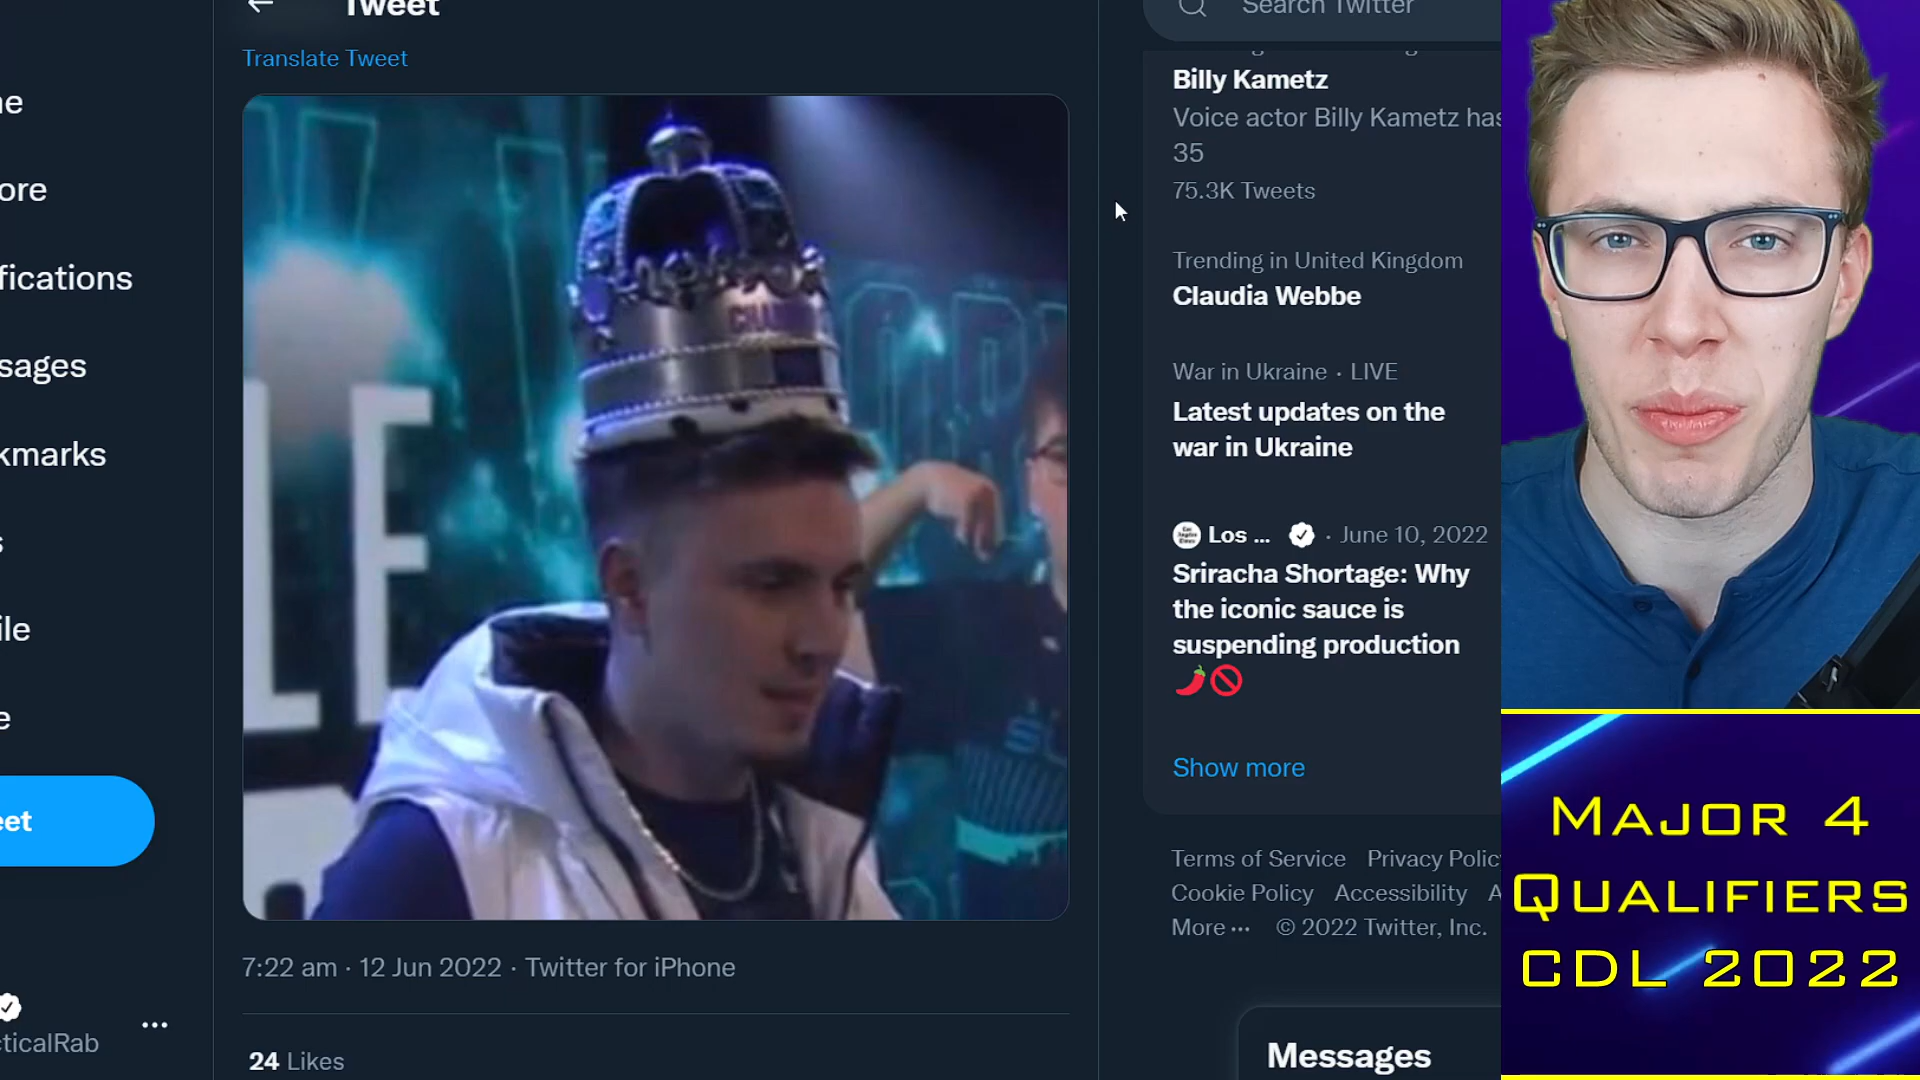 Tweet
Translate Tweet
LE
7:22 am · 12 Jun 2022 · Twitter for iPhone
24 Likes
ne
ore
fications
sages
kmarks
s
ile
e
eet
cticalRab
Search Twitter
Billy Kametz
Voice actor Billy Kametz has
35
75.3K Tweets
Trending in United Kingdom
Claudia Webbe
War in Ukraine · LIVE
Latest updates on the
war in Ukraine
Los ... · June 10, 2022
Sriracha Shortage: Why
the iconic sauce is
suspending production
🌶️🚫
Show more
Terms of Service Privacy Policy
Cookie Policy Accessibility A
More ··· © 2022 Twitter, Inc.
Messages
MAJOR 4
QUALIFIERS
CDL 2022